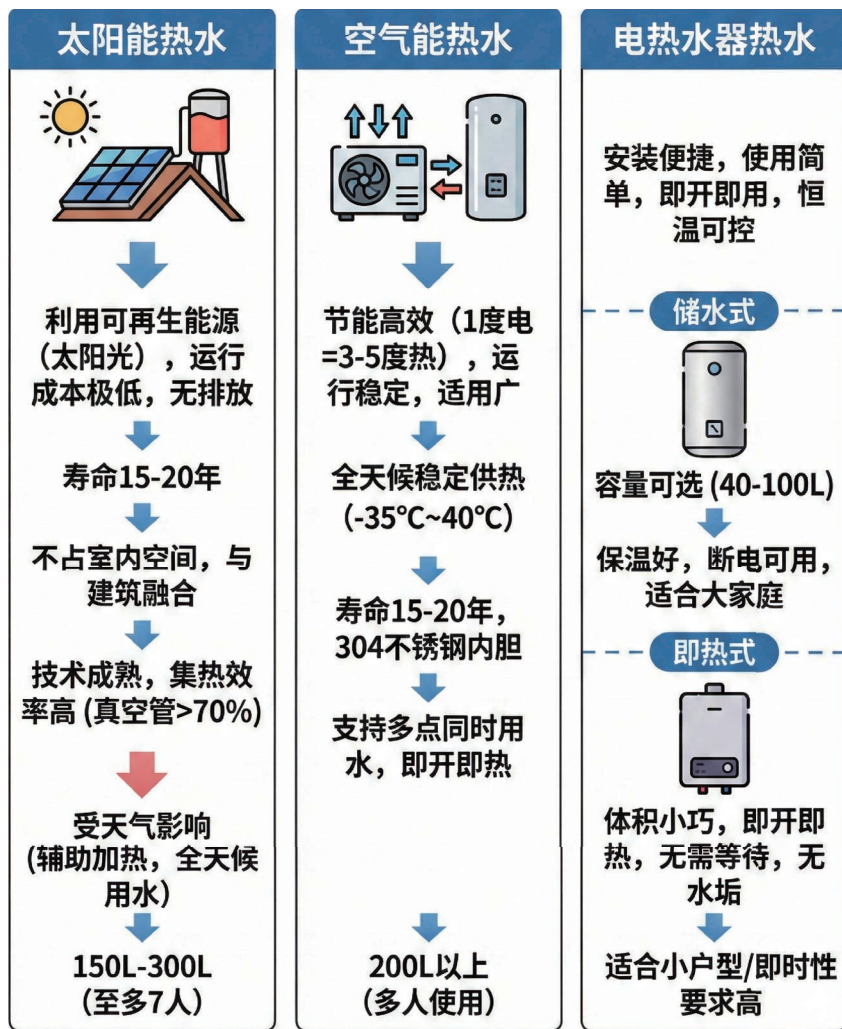 太阳能热水
利用可再生能源
（太阳光），运行
成本极低，无排放
寿命15-20年
不占室内空间，与
建筑融合
技术成熟，集热效
率高 (真空管>70%)
受天气影响
(辅助加热，全天候
用水）
150L-300L
（至多7人）
空气能热水
节能高效（1度电
=3-5度热），运
行稳定，适用广
全天候稳定供热
（-35℃~40℃）
寿命15-20年，
304不锈钢内胆
支持多点同时用
水，即开即热
200L以上
（多人使用）
电热水器热水
安装便捷，使用简
单，即开即用，恒
温可控
储水式
容量可选 (40-100L)
保温好，断电可用，
适合大家庭
即热式
体积小巧，即开即
热，无需等待，无
水垢
适合小户型/即时性
要求高